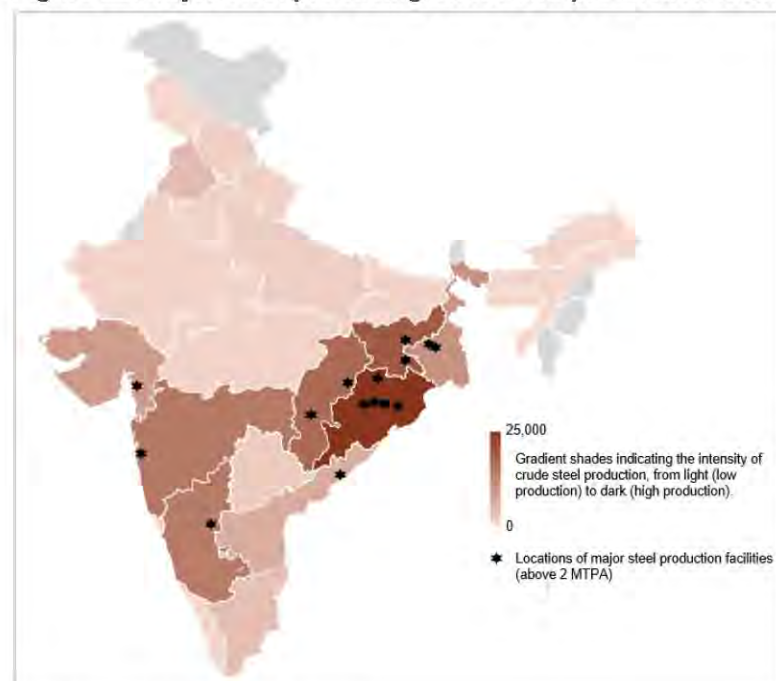 25,000
Gradient shades indicating the intensity of
crude steel production, from light (low
production) to dark (high production).
0
Locations of major steel production facilities
(above 2 MTPA)